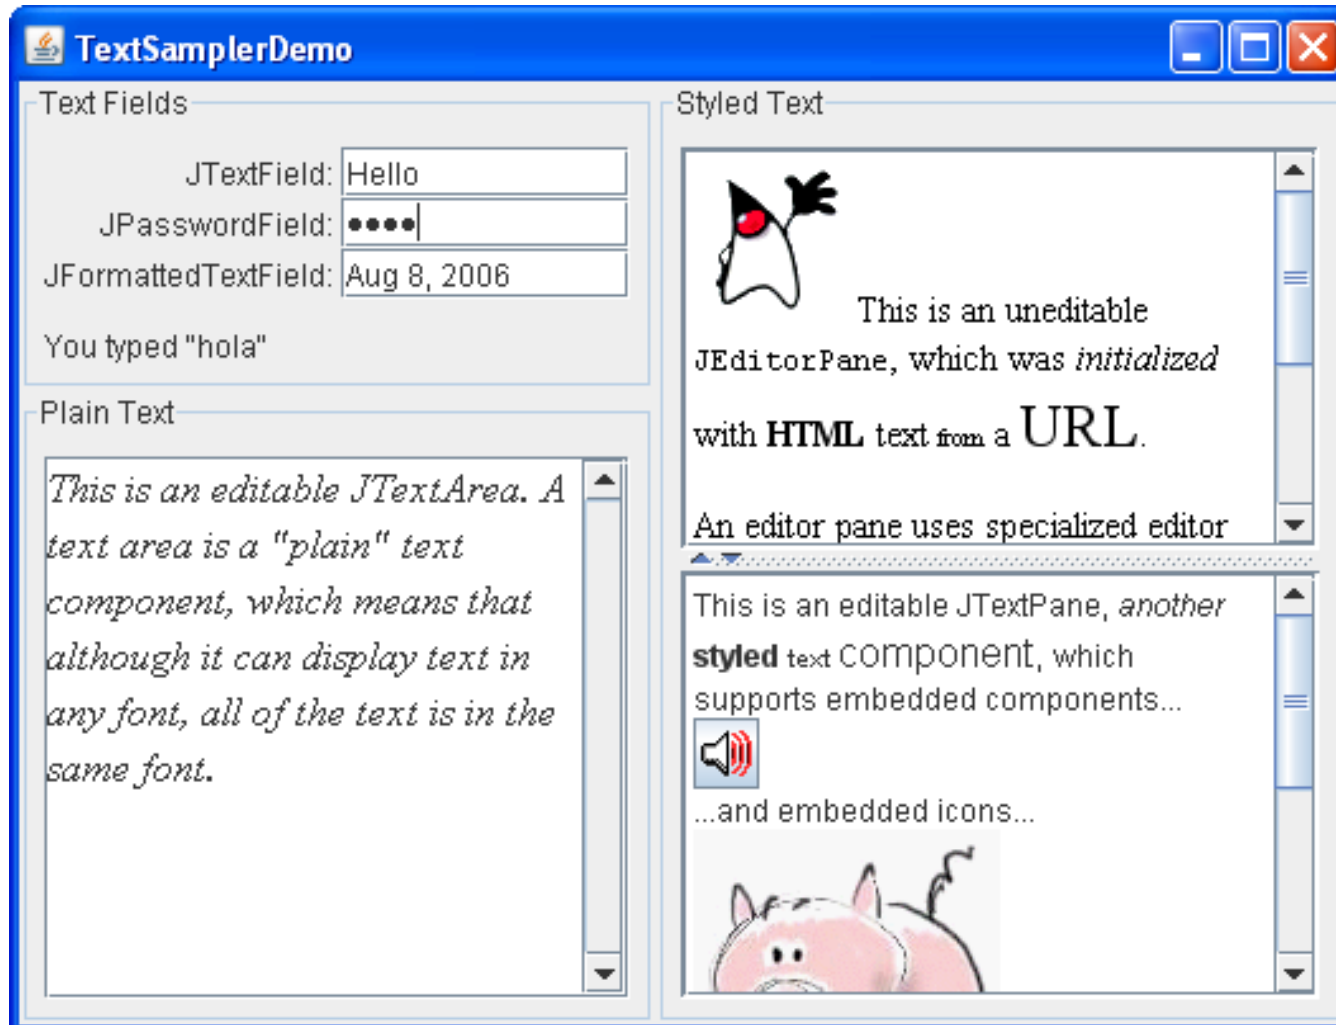 TextSamplerDemo
Text Fields
JTextField: Hello
JPasswordField: ••••
JFormattedTextField: Aug 8, 2006
You typed "hola"
Plain Text
This is an editable JTextArea. A
text area is a "plain" text
component, which means that
although it can display text in
any font, all of the text is in the
same font.
Styled Text
This is an uneditable
JEditorPane, which was initialized
with HTML text from a URL.
An editor pane uses specialized editor
This is an editable JTextPane, another
styled text component, which
supports embedded components...
...and embedded icons...